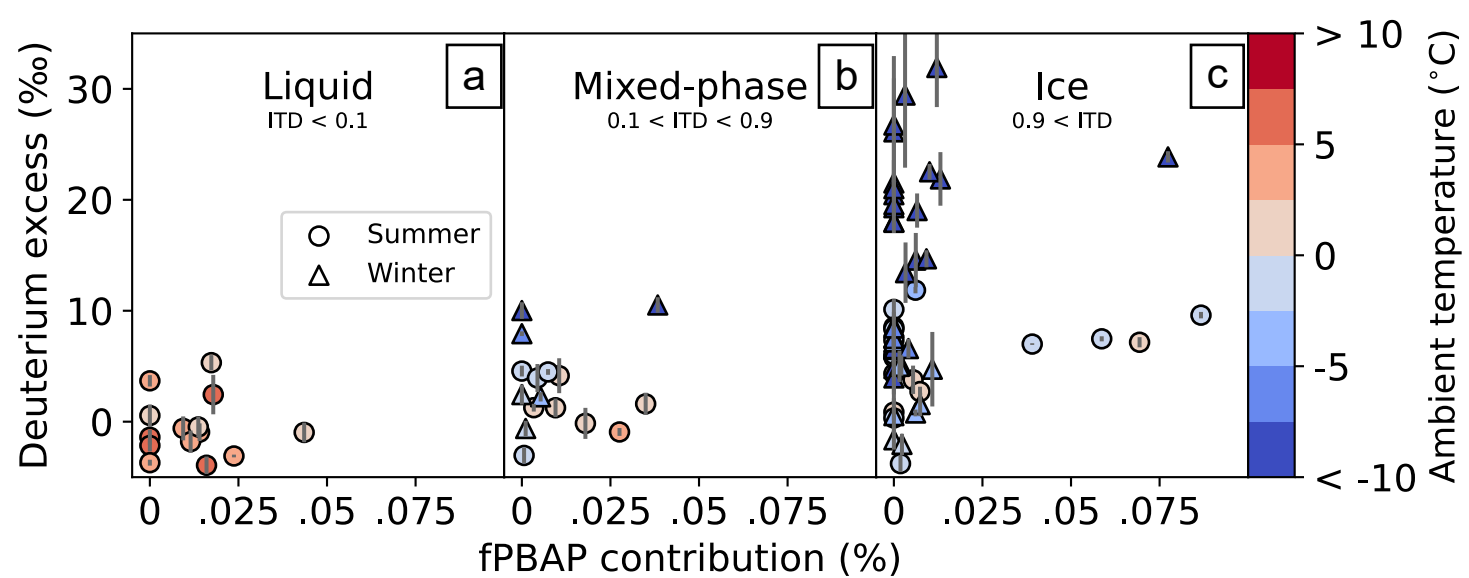 Deuterium excess (‰)
30
20
10
0
Liquid
ITD < 0.1
a
Summer
Winter
Mixed-phase
0.1 < ITD < 0.9
b
Ice
0.9 < ITD
c
0 .025 .05 .075
0 .025 .05 .075
0 .025 .05 .075
fPBAP contribution (%)
> 10
5
0
-5
< -10
Ambient temperature (°C)